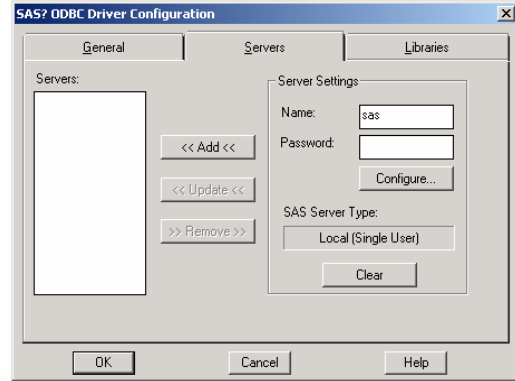 SAS? ODBC Driver Configuration
General
Servers
Libraries
Servers:
<< Add <<
<< Update <<
>> Remove >>
Server Settings
Name:
sas
Password:
Configure...
SAS Server Type:
Local (Single User)
Clear
OK
Cancel
Help